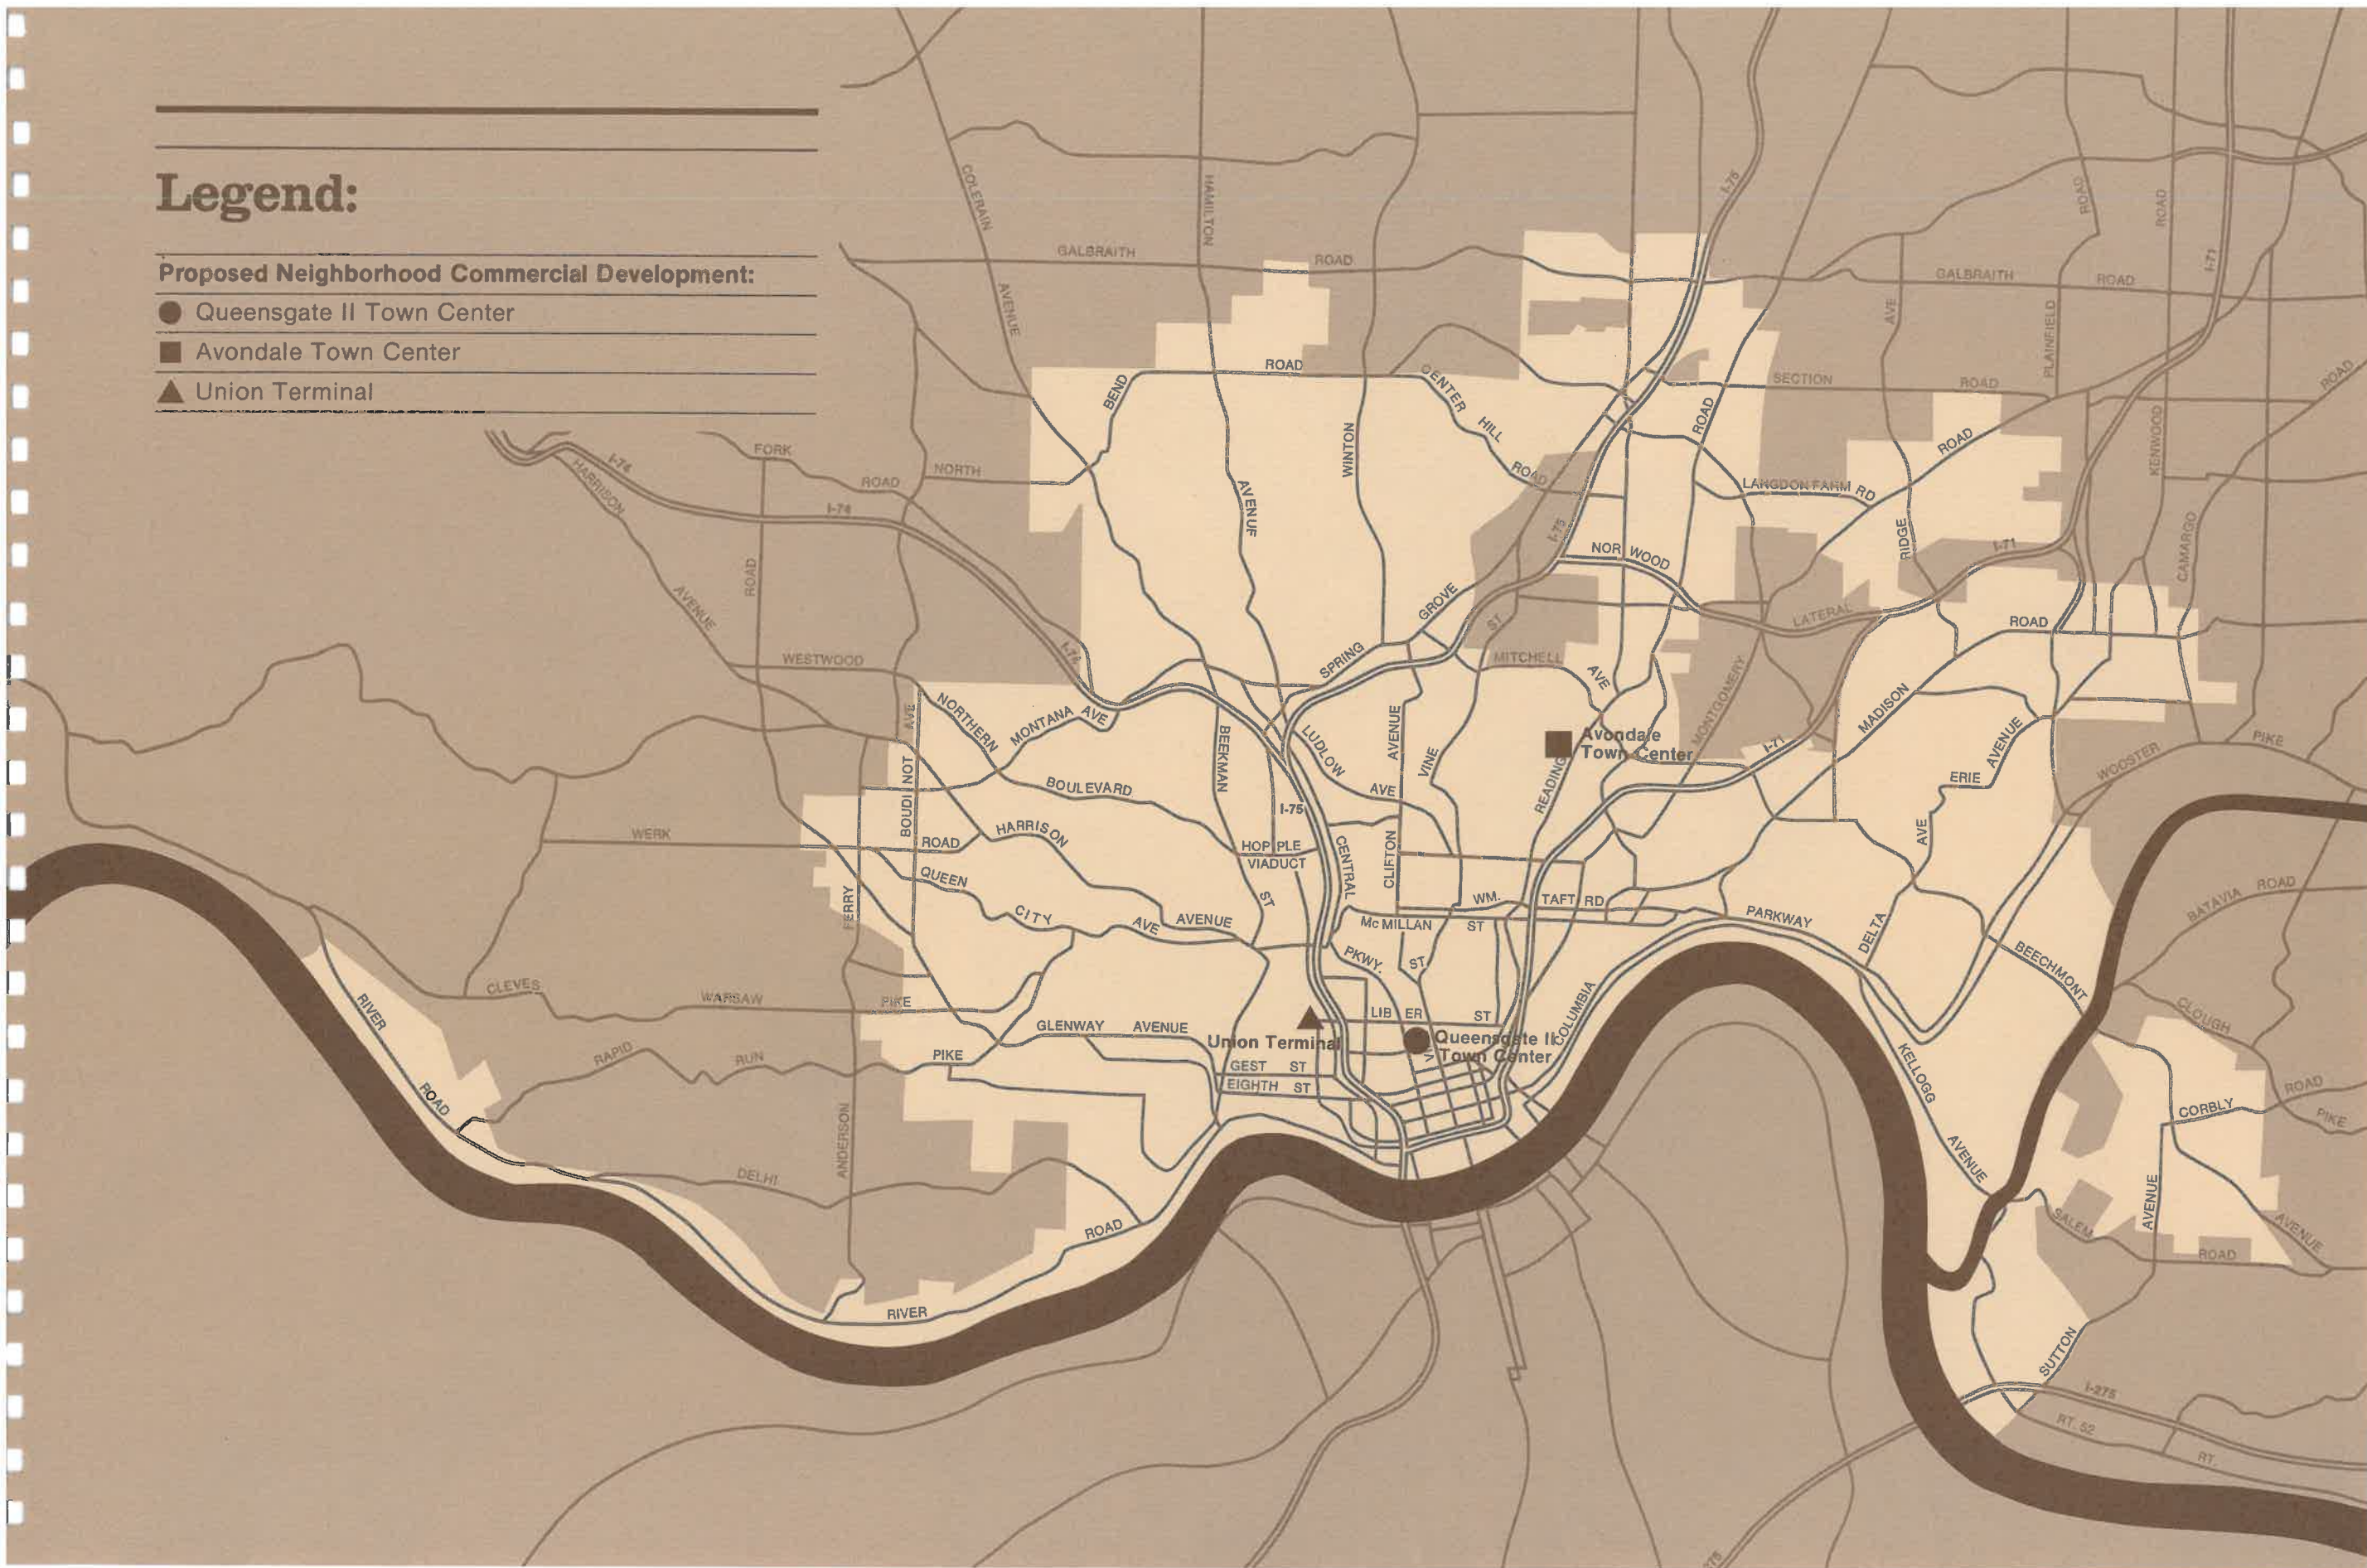 Legend:
Proposed Neighborhood Commercial Development:
Queensgate II Town Center
Avondale Town Center
Union Terminal
COLERAIN
AVENUE
HAMILTON
AVENUE
GALBRAITH
ROAD
I-75
ROAD
ROAD
I-71
GALBRAITH
ROAD
AVE
PLAINFIELD
ROAD
BEND
ROAD
CENTER
HILL
ROAD
WINTON
ROAD
SECTION
ROAD
ROAD
KENWOOD
LANGDON FARM RD
RIDGE
I-71
CAMARGO
FORK
ROAD
NORTH
I-74
HARRISON
I-74
AVENUE
ROAD
WESTWOOD
I-74
I-75
NOR WOOD
LATERAL
ROAD
GROVE
SPRING
ST
MITCHELL
AVE
MONTGOMERY
MADISON
AVENUE
ERIE
AVE
WOOSTER
PIKE
AVE
NORTHERN
MONTANA AVE
BOULEVARD
BOUDI NOT
BEEKMAN
ST
LUDLOW
AVE
AVENUE
VINE
CLIFTON
Avondale
Town Center
READING
I-71
I-75
CENTRAL
HOP PLE
VIADUCT
WERK
ROAD
HARRISON
QUEEN
CITY
AVE
AVENUE
FERRY
WM.
TAFT RD
McMILLAN
ST
PARKWAY
DELTA
BEECHMONT
BATAVIA ROAD
CLOUGH
ROAD
PIKE
PKWY.
ST.
LIB ER
ST
COLUMBIA
Union Terminal
Queensgate II
Town Center
VI
GEST ST
EIGHTH ST
CLEVES
WARSAW
PIKE
GLENWAY AVENUE
PIKE
RAPID
RUN
RIVER
ROAD
ANDERSON
DELHI
ROAD
RIVER
KELLOGG
AVENUE
CORBLY
AVENUE
AVENUE
SALEM
ROAD
SUTTON
I-275
RT. 52
RT.